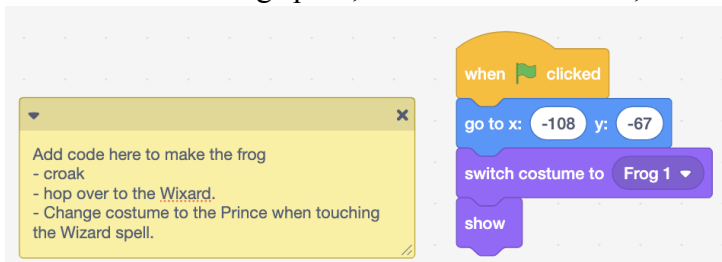 when clicked
go to x: -108 y: -67
switch costume to Frog 1
show
Add code here to make the frog
- croak
- hop over to the Wixard.
- Change costume to the Prince when touching
the Wizard spell.